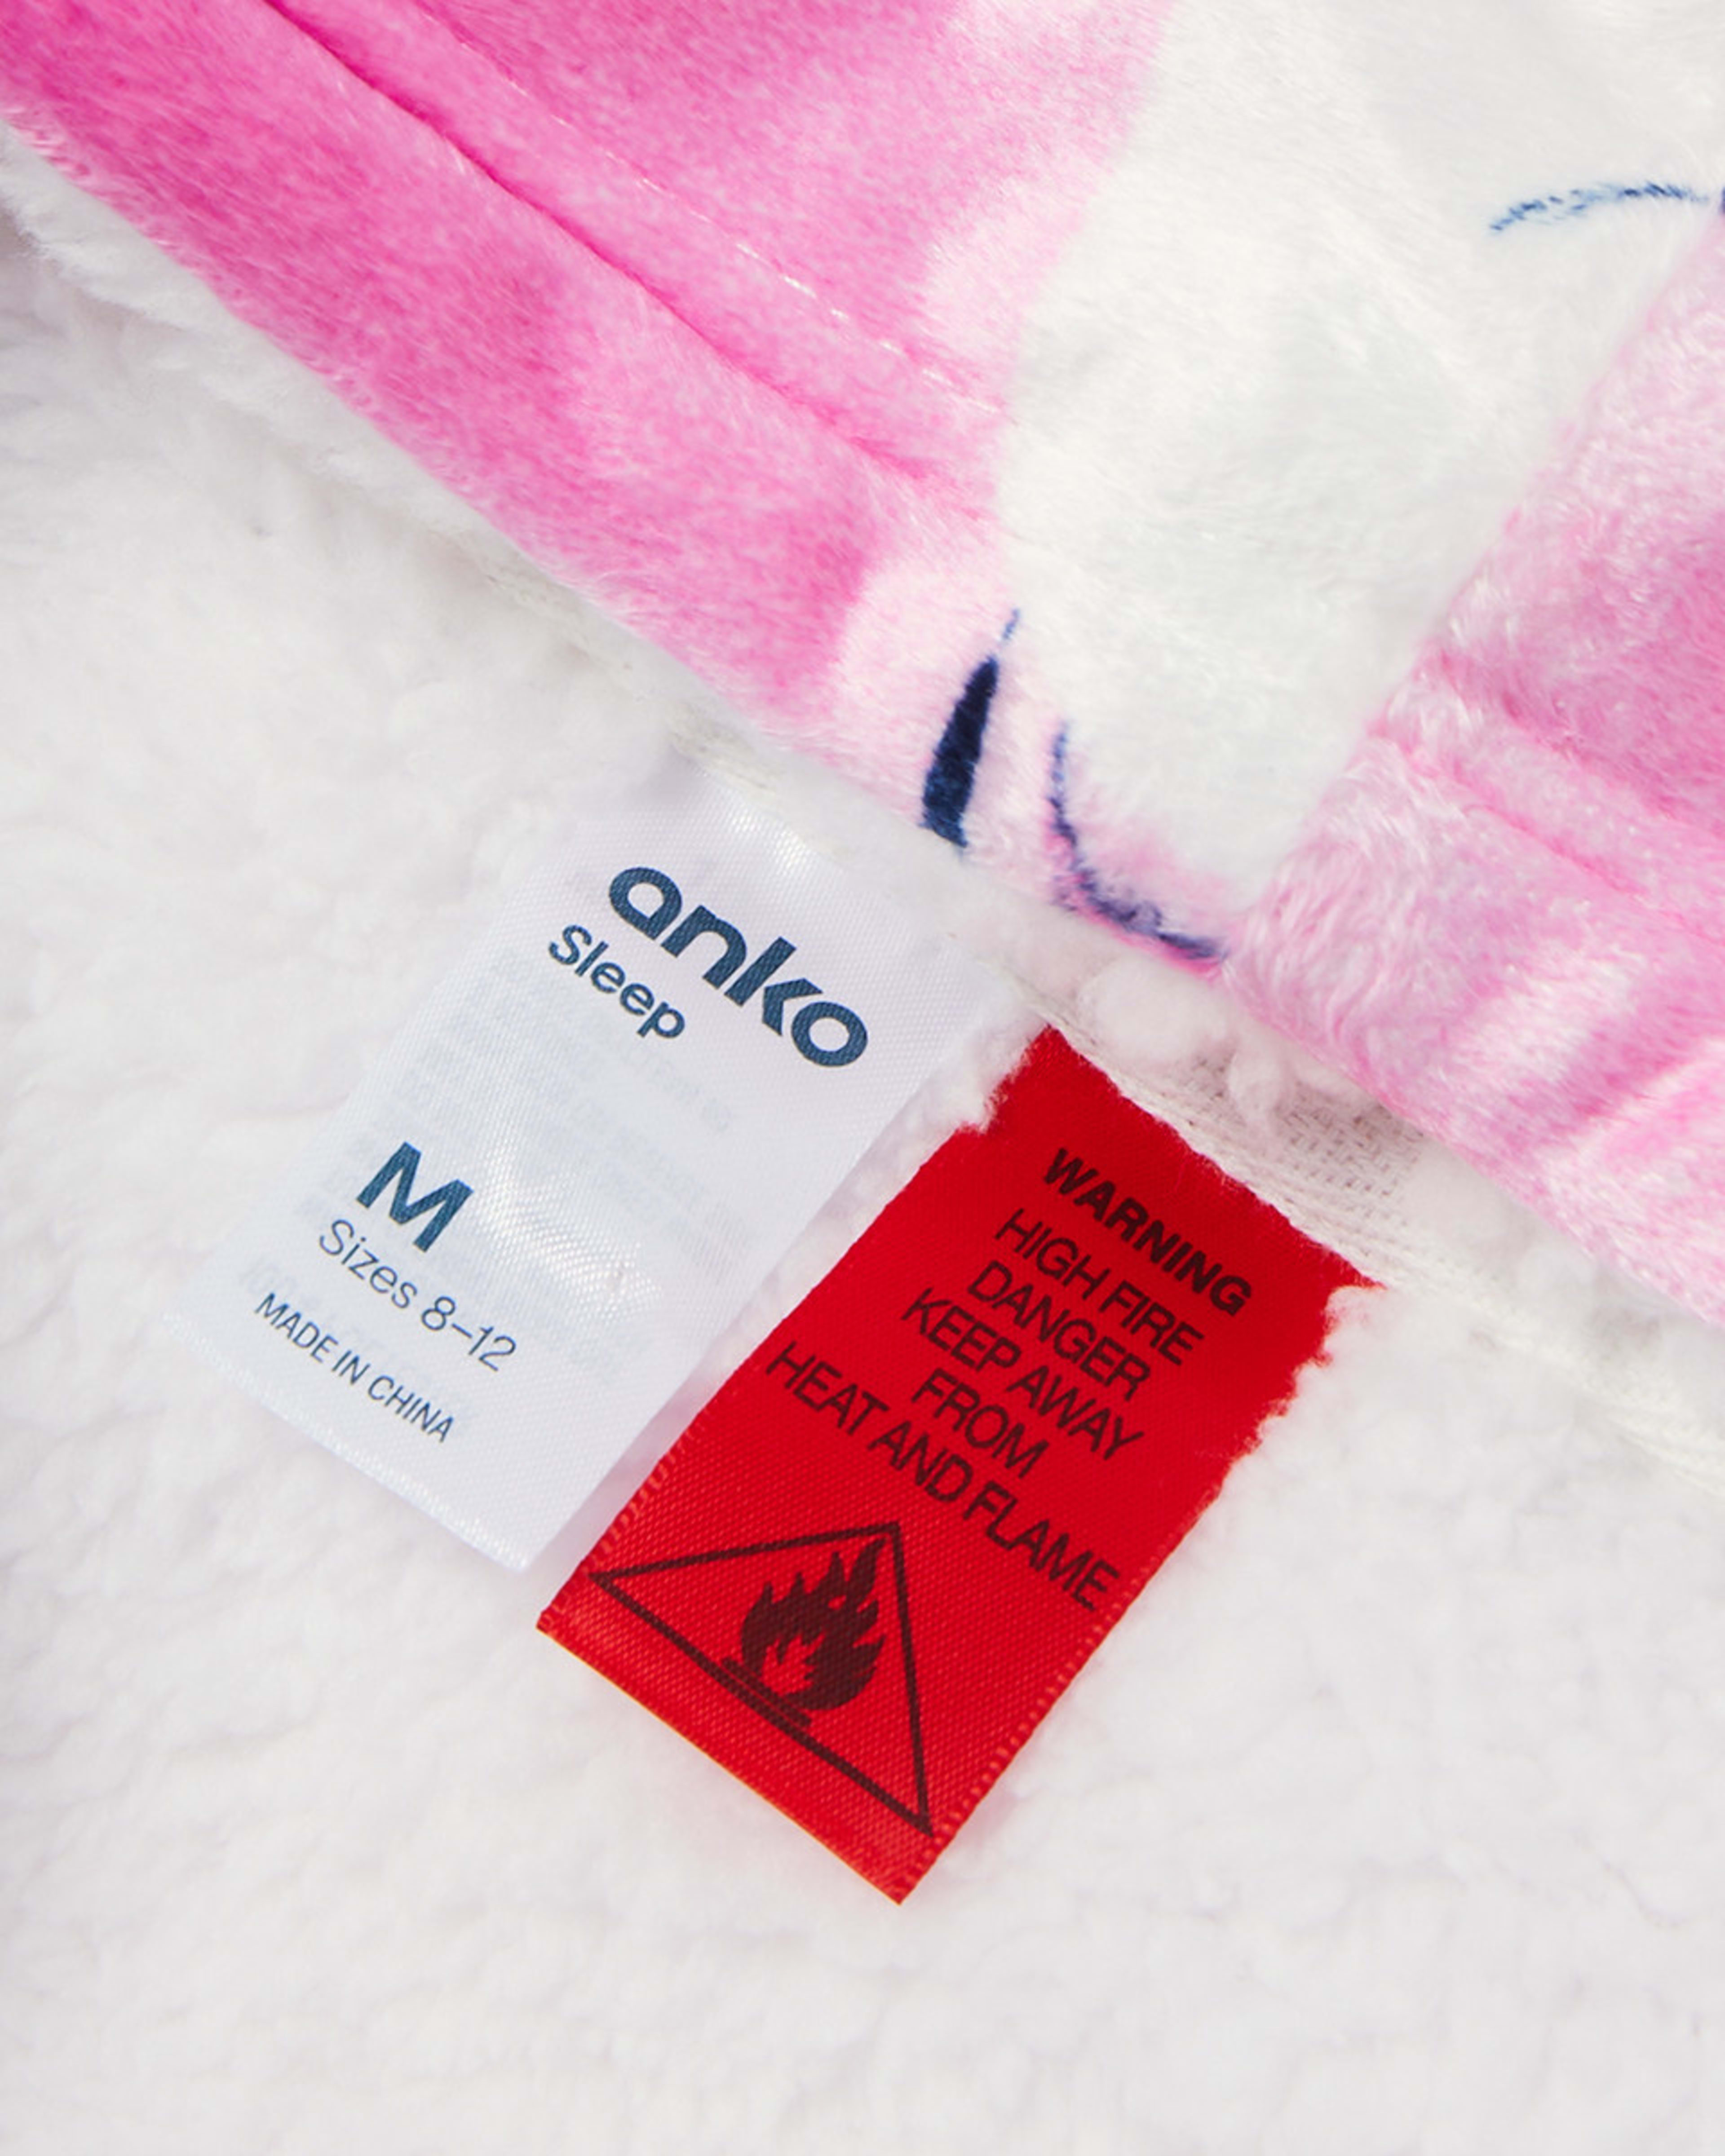 anko
Sleep
M
Sizes 8–12
MADE IN CHINA
WARNING
HIGH FIRE
DANGER
KEEP AWAY
FROM
HEAT AND FLAME